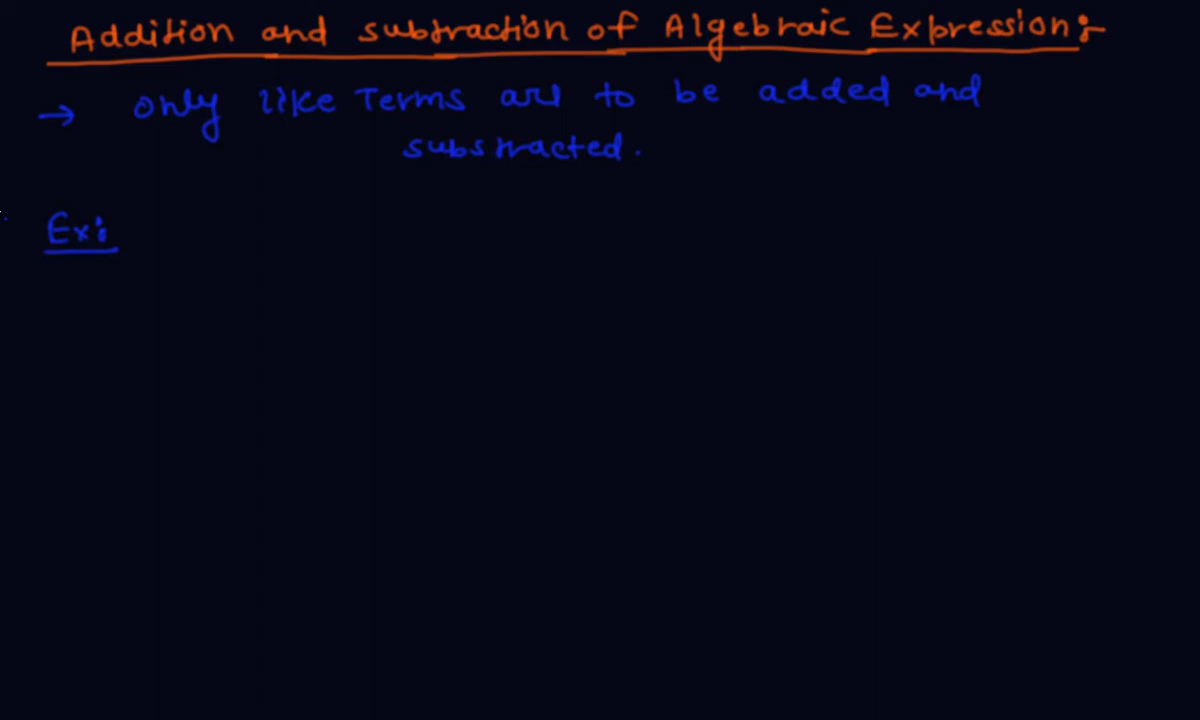 Addition and subtraction of Algebraic Expression:-
→ only like Terms are to be added and
substracted.
Ex: